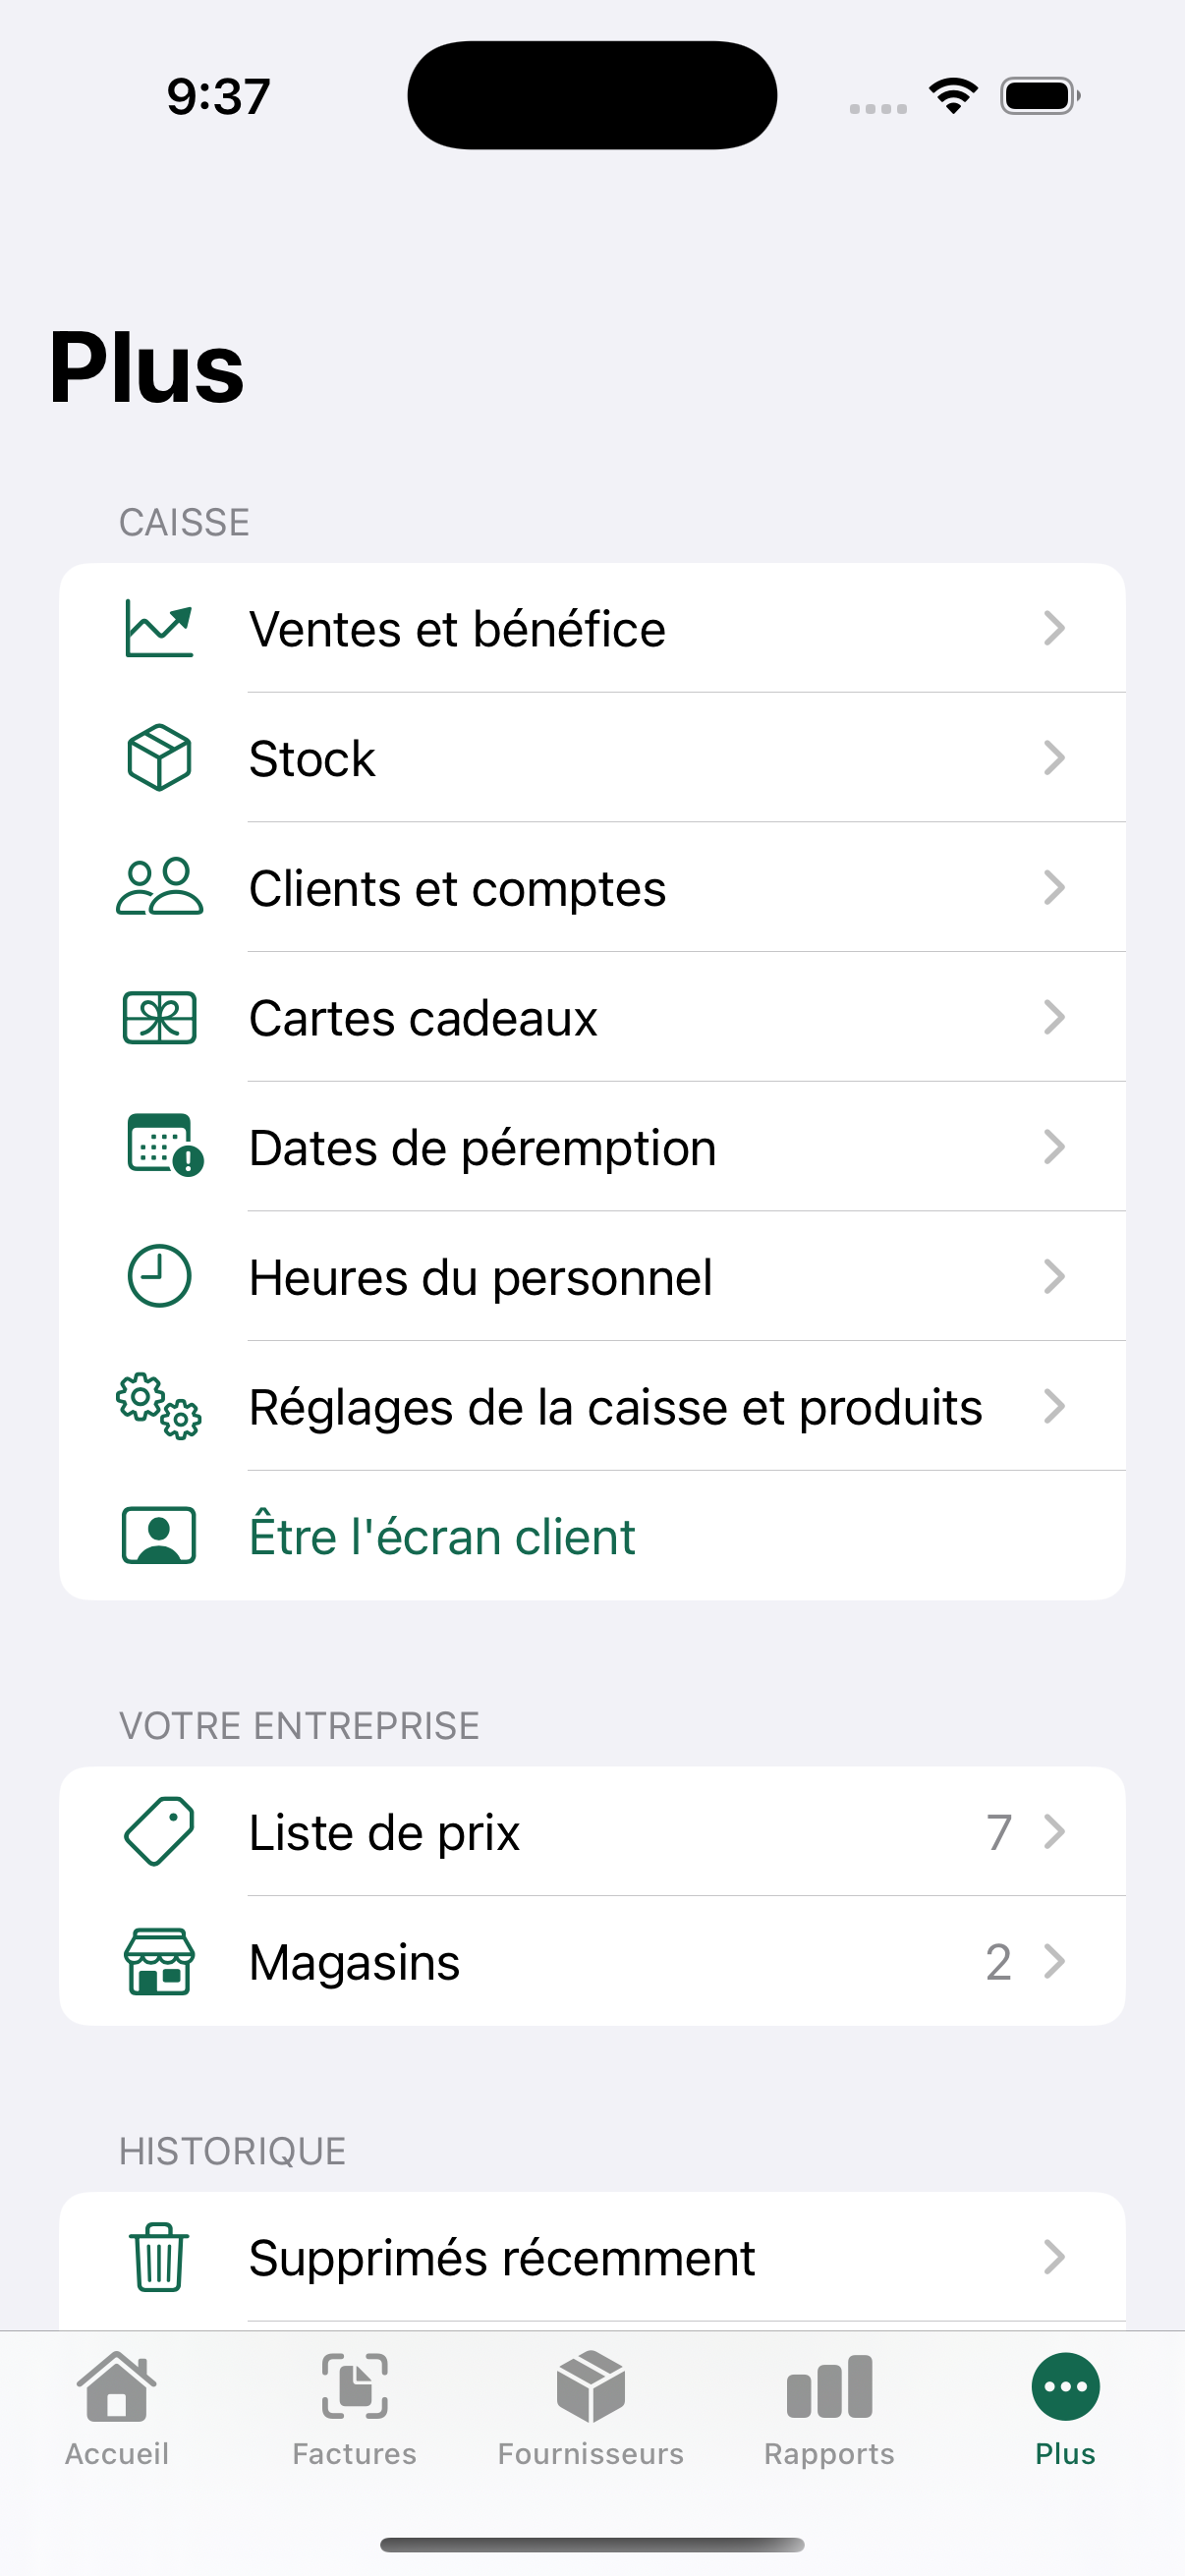 9:37
Plus
CAISSE
Ventes et bénéfice
Stock
Clients et comptes
Cartes cadeaux
Dates de péremption
Heures du personnel
Réglages de la caisse et produits
Être l'écran client
VOTRE ENTREPRISE
Liste de prix 7
Magasins 2
HISTORIQUE
Supprimés récemment
Accueil Factures Fournisseurs Rapports Plus